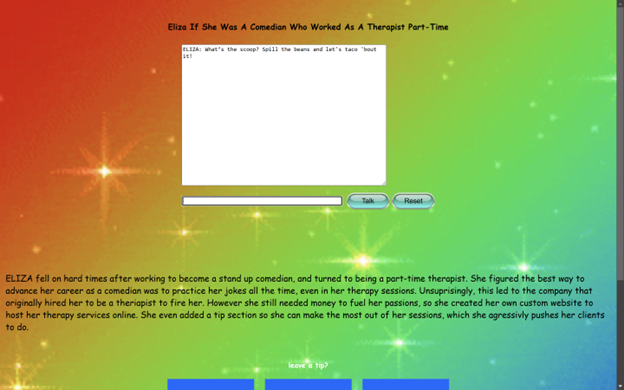 Eliza If She Was A Comedian Who Worked As A Therapist Part-Time
ELIZA: What's the scoop? Spill the beans and let's taco 'bout
it!
Talk
Reset
ELIZA fell on hard times after working to become a stand up comedian, and turned to being a part-time therapist. She figured the best way to
advance her career as a comedian was to practice her jokes all the time, even in her therapy sessions. Unsuprisingly, this led to the company that
originally hired her to be a theriapist to fire her. However she still needed money to fuel her passions, so she created her own custom website to
host her therapy services online. She even added a tip section so she can make the most out of her sessions, which she agressivly pushes her clients
to do.
leave a tip?